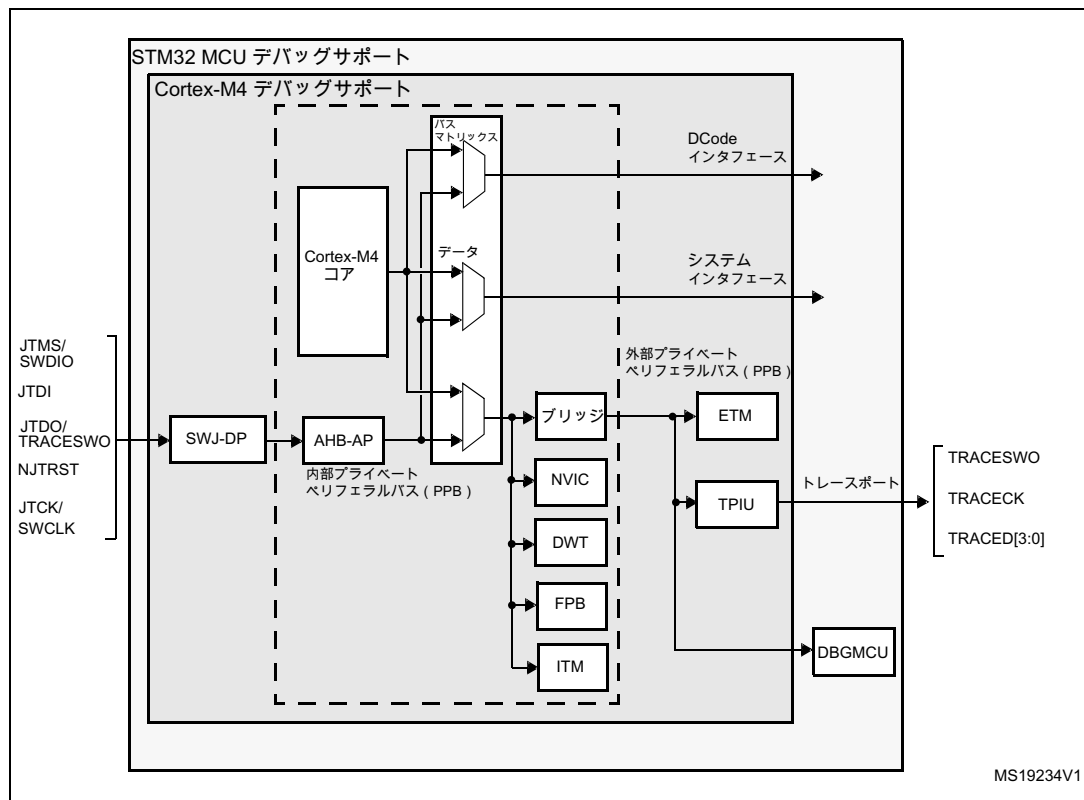 STM32 MCU デバッグサポート
Cortex-M4 デバッグサポート
バス
マトリックス
DCode
インタフェース
Cortex-M4
コア
データ
システム
インタフェース
JTMS/
SWDIO
JTDI
JTDO/
TRACESWO
NJTRST
JTCK/
SWCLK
SWJ-DP
AHB-AP
内部プライベート
ペリフェラルバス ( PPB )
外部プライベート
ペリフェラルバス ( PPB )
ブリッジ
NVIC
DWT
FPB
ITM
ETM
TPIU
トレースポート
TRACESWO
TRACECK
TRACED[3:0]
DBGMCU
MS19234V1